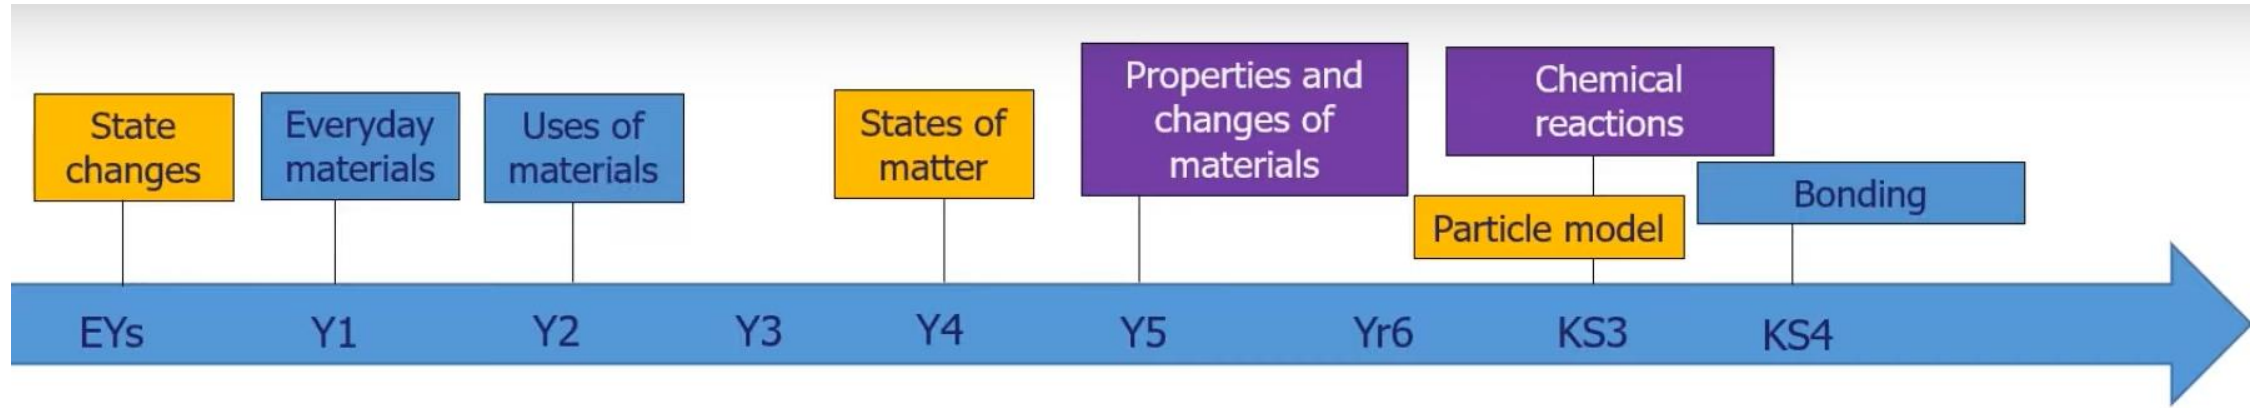 State
changes
Everyday
materials
Uses of
materials
States of
matter
Properties and
changes of
materials
Chemical
reactions
Particle model
Bonding
EYs
Y1
Y2
Y3
Y4
Y5
Yr6
KS3
KS4